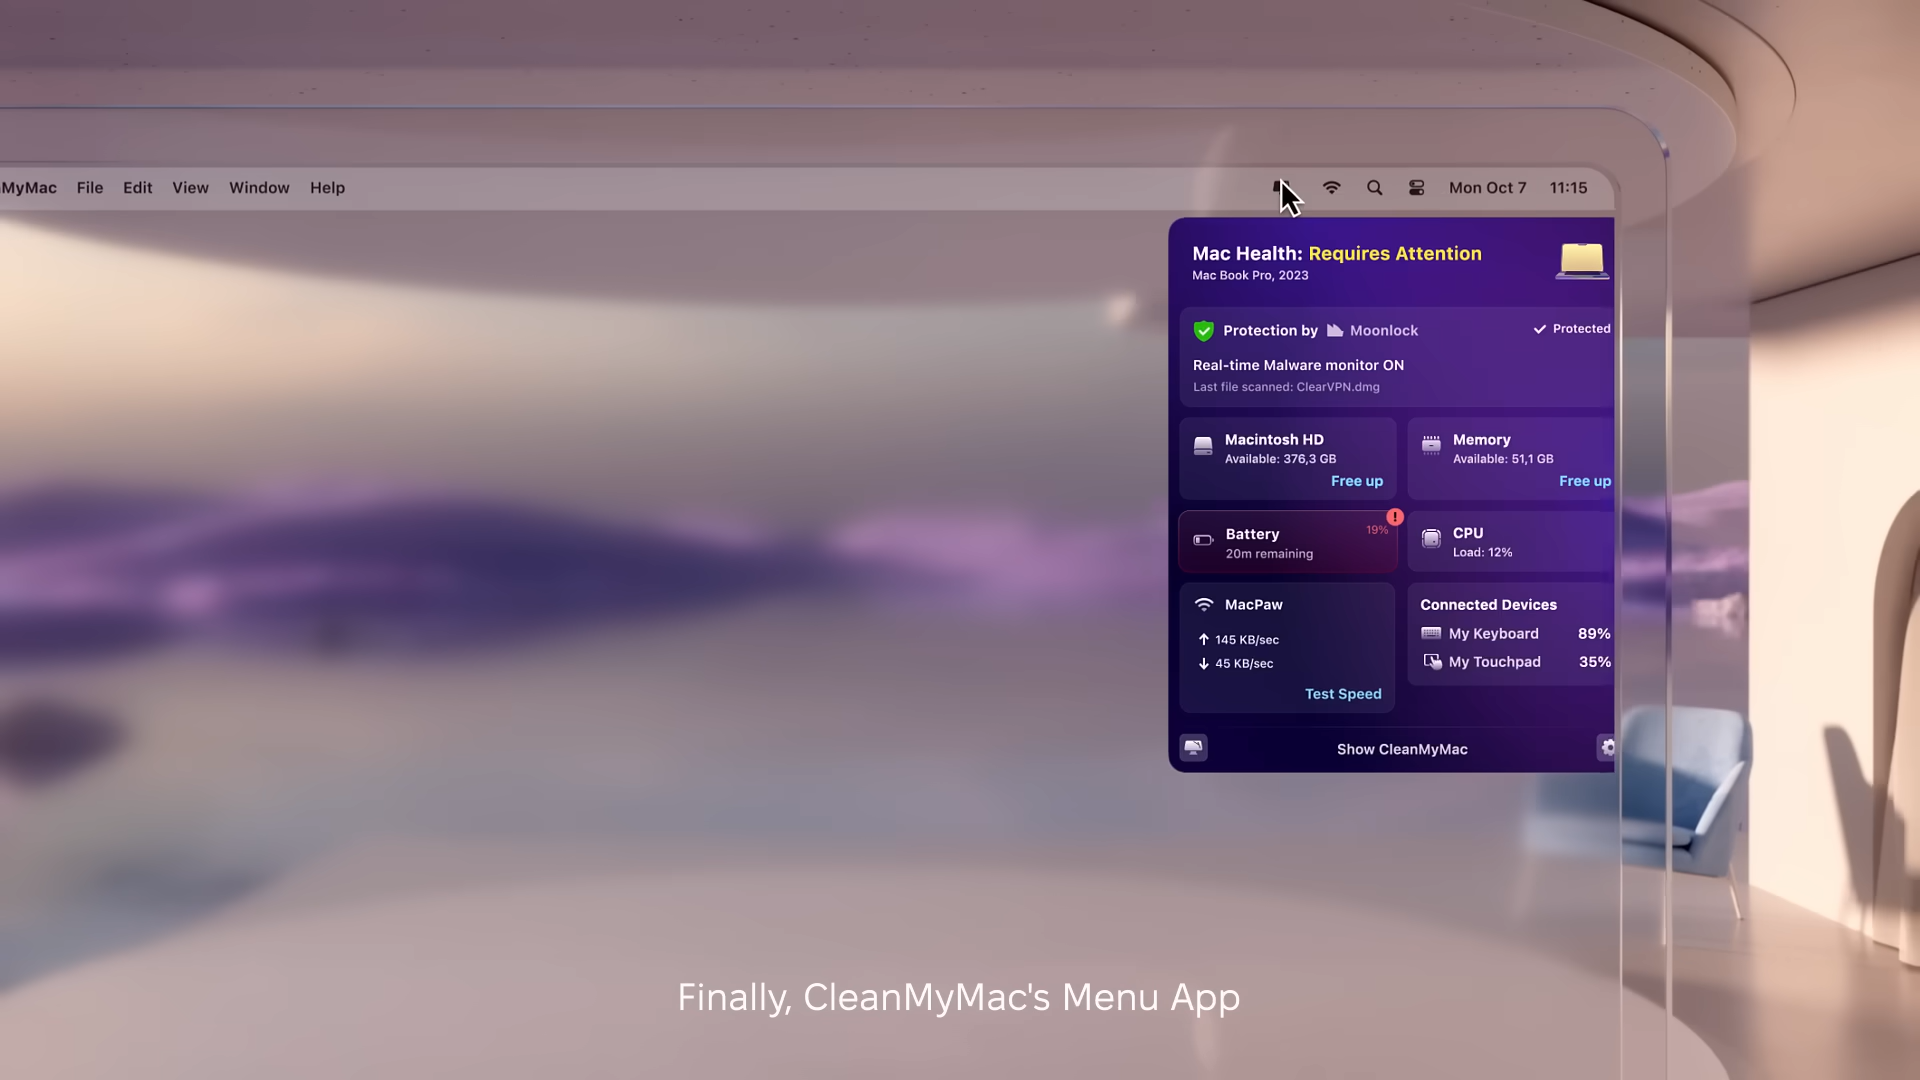 MyMac File Edit View Window Help Mon Oct 7 11:15
Mac Health: Requires Attention
Mac Book Pro, 2023
Protection by Moonlock Protected
Real-time Malware monitor ON
Last file scanned: ClearVPN.dmg
Macintosh HD
Available: 376,3 GB
Free up
Memory
Available: 51,1 GB
Free up
Battery 19%
20m remaining
CPU
Load: 12%
MacPaw
145 KB/sec
45 KB/sec
Test Speed
Connected Devices
My Keyboard 89%
My Touchpad 35%
Show CleanMyMac
Finally, CleanMyMac's Menu App